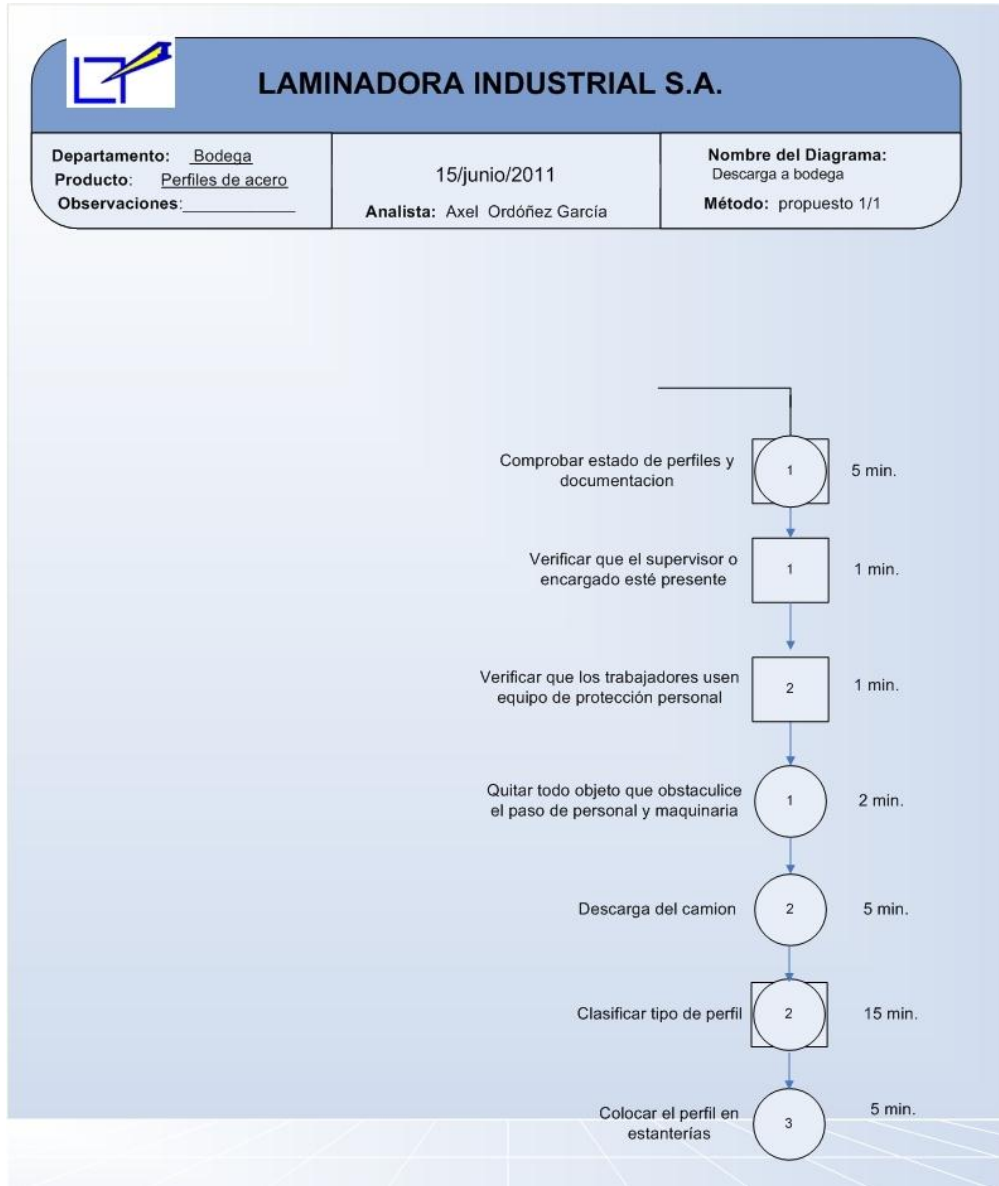 LAMINADORA INDUSTRIAL S.A.
Departamento: Bodega
Producto: Perfiles de acero
Observaciones:____________
15/junio/2011
Analista: Axel Ordóñez García
Nombre del Diagrama:
Descarga a bodega
Método: propuesto 1/1
Comprobar estado de perfiles y
documentacion
1
5 min.
Verificar que el supervisor o
encargado esté presente
1
1 min.
Verificar que los trabajadores usen
equipo de protección personal
2
1 min.
Quitar todo objeto que obstaculice
el paso de personal y maquinaria
1
2 min.
Descarga del camion
2
5 min.
Clasificar tipo de perfil
2
15 min.
Colocar el perfil en
estanterías
3
5 min.